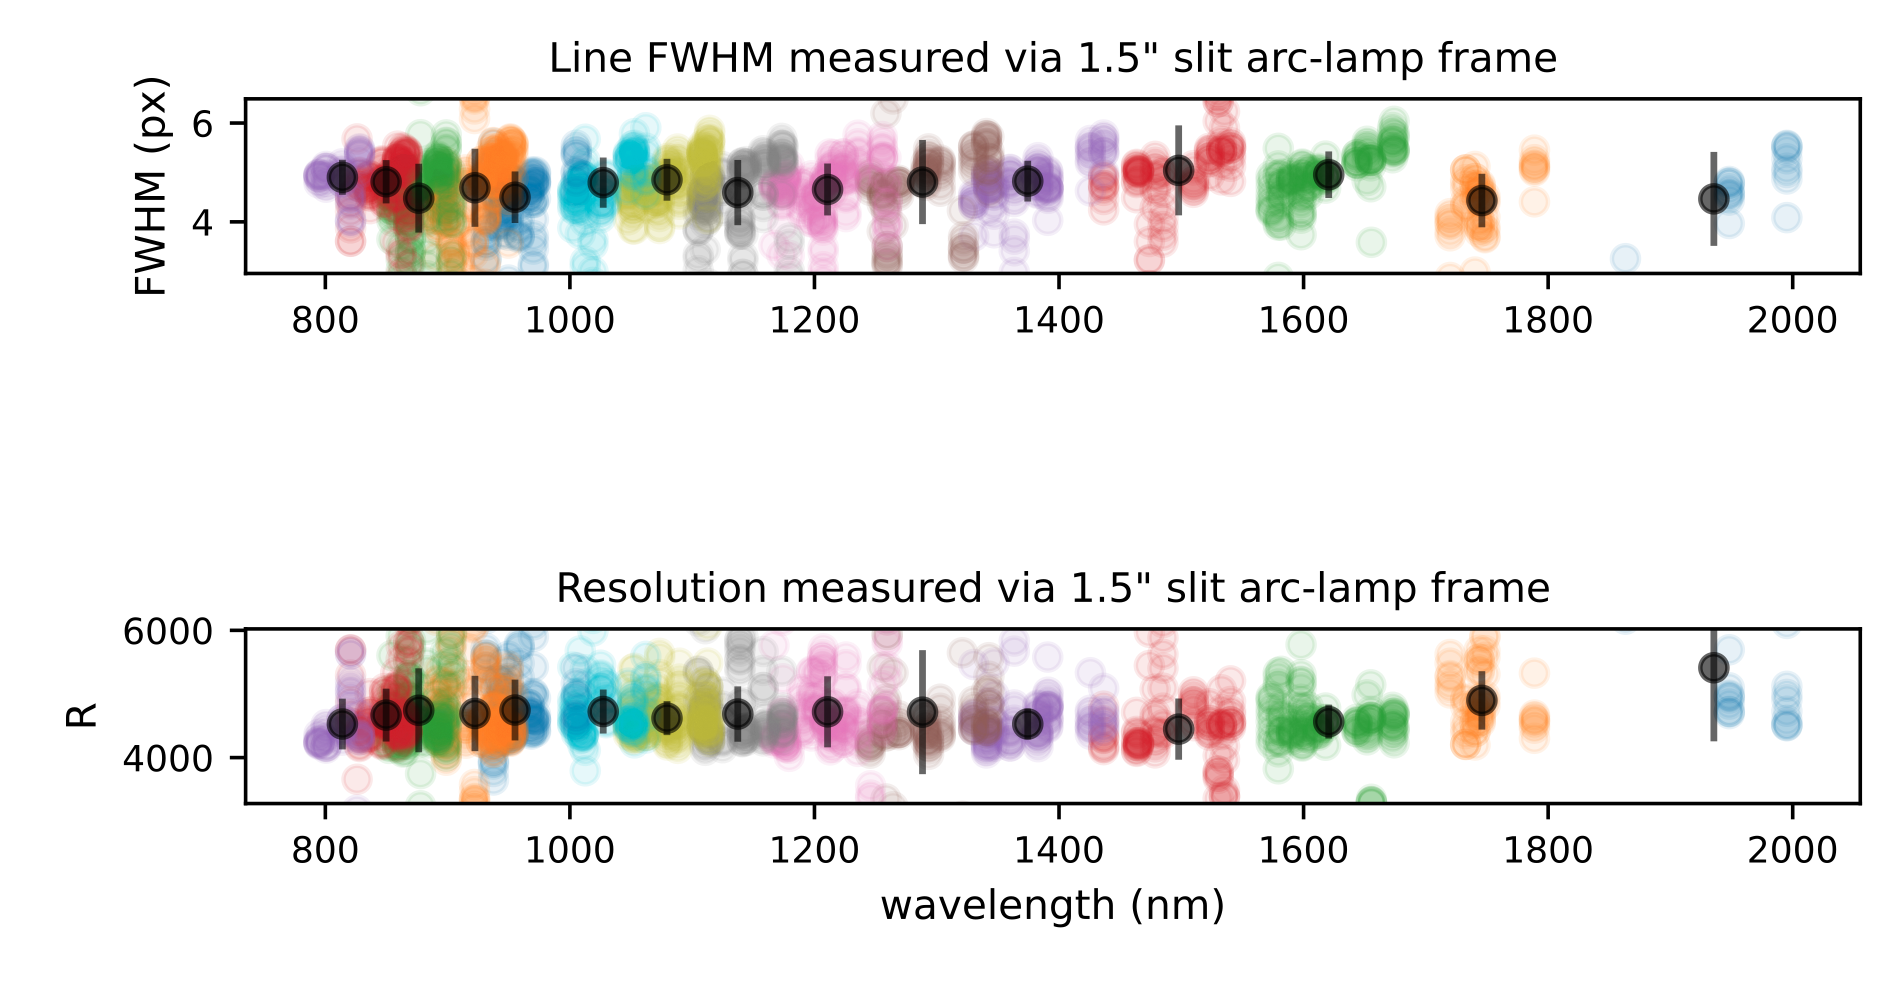 Line FWHM measured via 1.5" slit arc-lamp frame
FWHM (px)
6
4
800 1000 1200 1400 1600 1800 2000
Resolution measured via 1.5" slit arc-lamp frame
R
6000
4000
800 1000 1200 1400 1600 1800 2000
wavelength (nm)